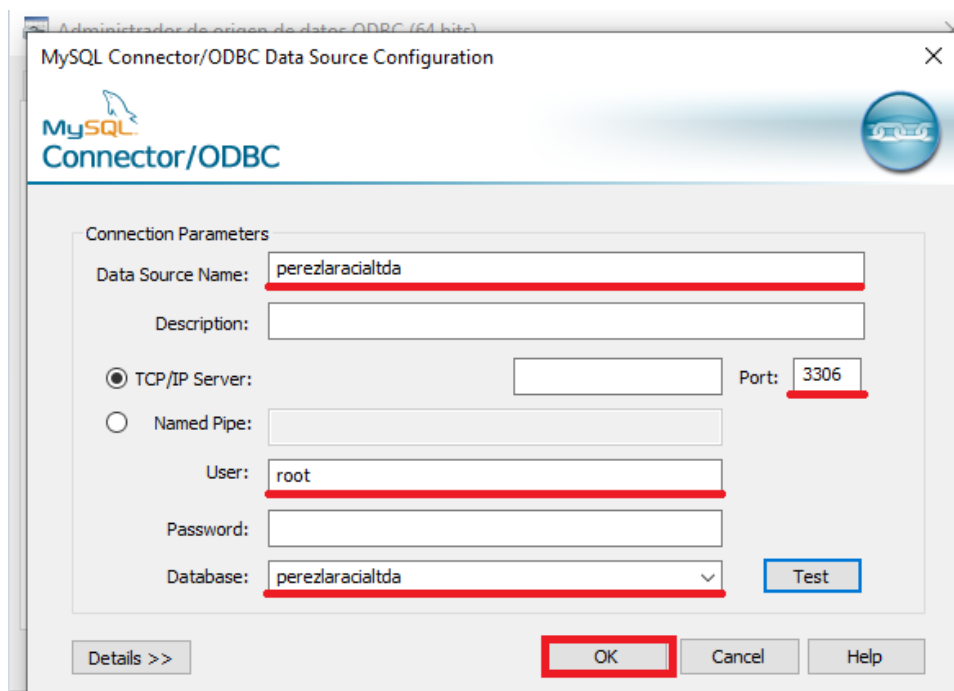 Administrador de origen de datos ODBC (64 bits)
MySQL Connector/ODBC Data Source Configuration
MySQL
Connector/ODBC
Connection Parameters
Data Source Name: perezlaracialtda
Description:
TCP/IP Server: Port: 3306
Named Pipe:
User: root
Password:
Database: perezlaracialtda Test
Details >> OK Cancel Help